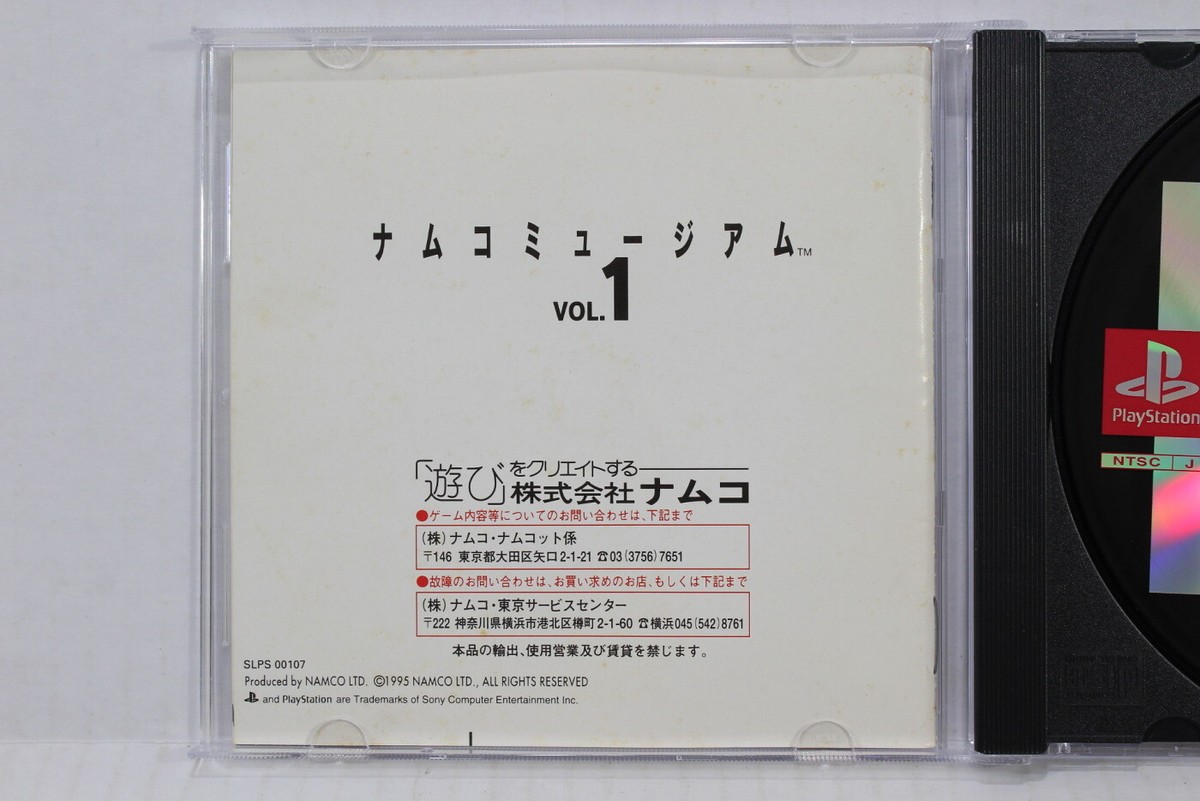 ナムコミュージアム™
VOL.1
「遊び」をクリエイトする
株式会社ナムコ
●ゲーム内容等についてのお問い合わせは、下記まで
(株)ナムコ・ナムコット係
〒146 東京都大田区矢口2-1-21 ☎03(3756)7651
●故障のお問い合わせは、お買い求めのお店、もしくは下記まで
(株)ナムコ・東京サービスセンター
〒222 神奈川県横浜市港北区樽町2-1-60 ☎横浜045(542)8761
本品の輸出、使用営業及び賃貸を禁じます。
SLPS 00107
Produced by NAMCO LTD. ©1995 NAMCO LTD., ALL RIGHTS RESERVED
and PlayStation are Trademarks of Sony Computer Entertainment Inc.
PlayStation
NTSC J